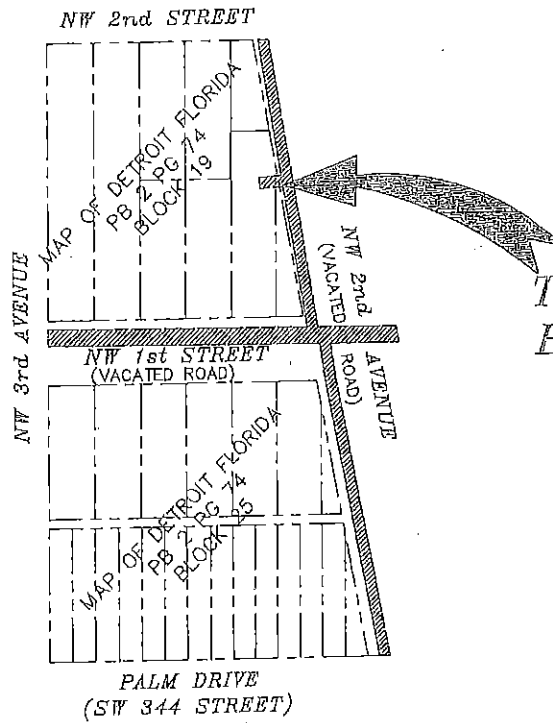 NW 2nd STREET
MAP OF DETROIT FLORIDA
PB 2 PG 74
BLOCK 19
NW 3rd AVENUE
NW 2nd
(VACATED
AVENUE
ROAD)
T
E
NW 1st STREET
(VACATED ROAD)
MAP OF DETROIT FLORIDA
PB 2 PG 74
BLOCK 25
PALM DRIVE
(SW 344 STREET)